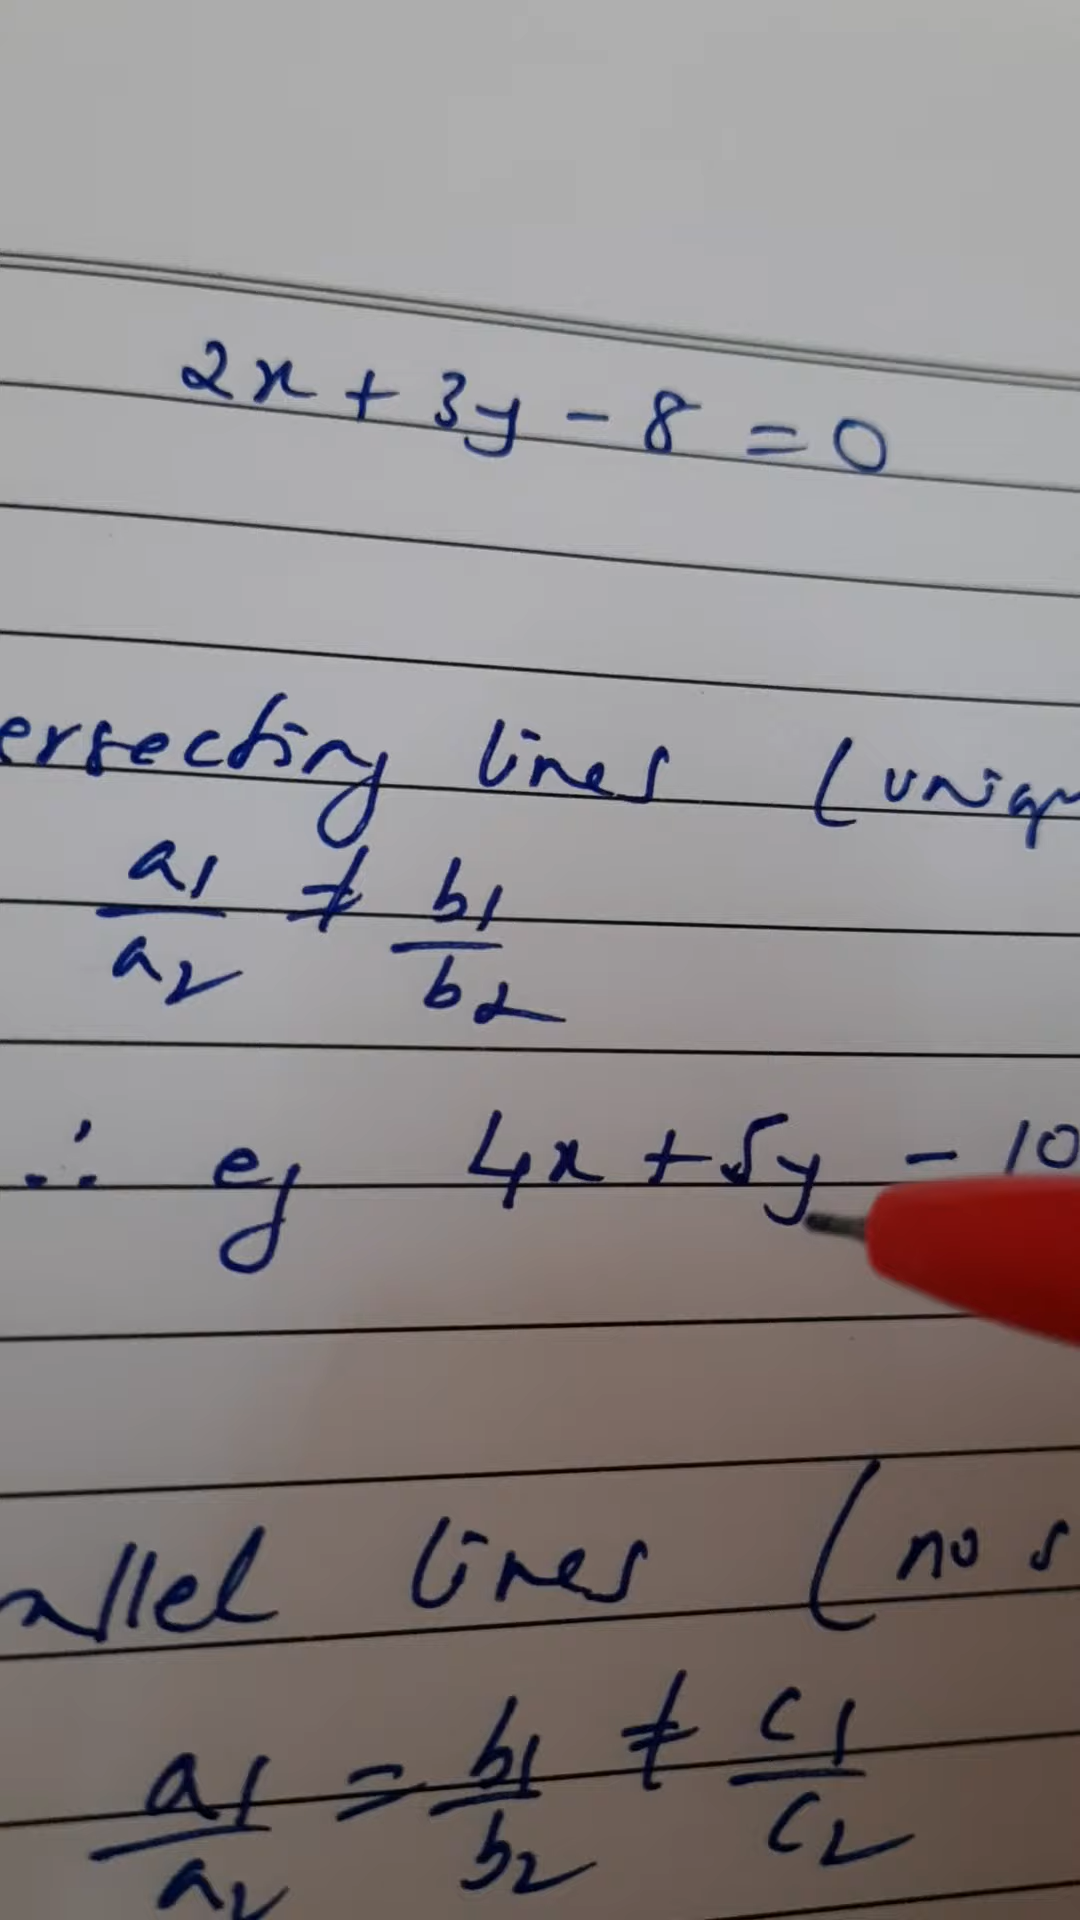 2x + 3y - 8 = 0
ersecting lines (uniq
a1/a2 ≠ b1/b2
∴ eg 4x + 5y - 10
allel lines (no s
a1/a2 = b1/b2 ≠ c1/c2